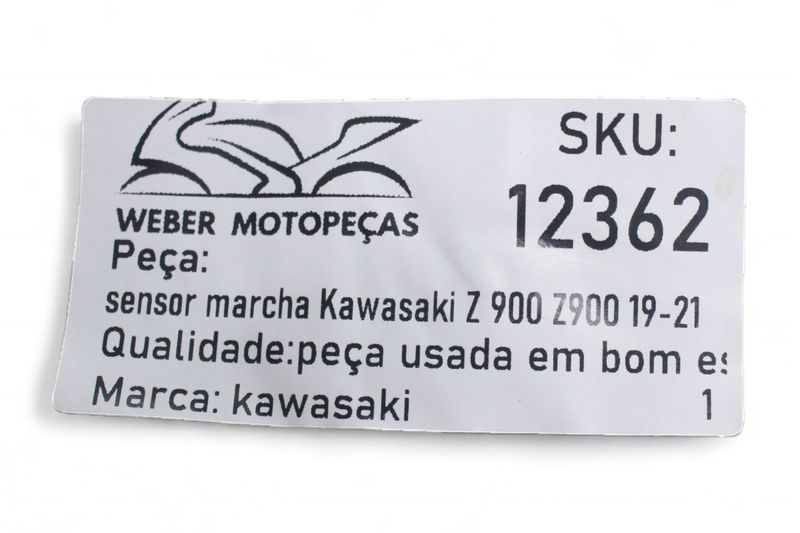 WEBER MOTOPEÇAS
SKU:
12362
Peça:
sensor marcha Kawasaki Z 900 Z900 19-21
Qualidade:peça usada em bom es
Marca: kawasaki 1